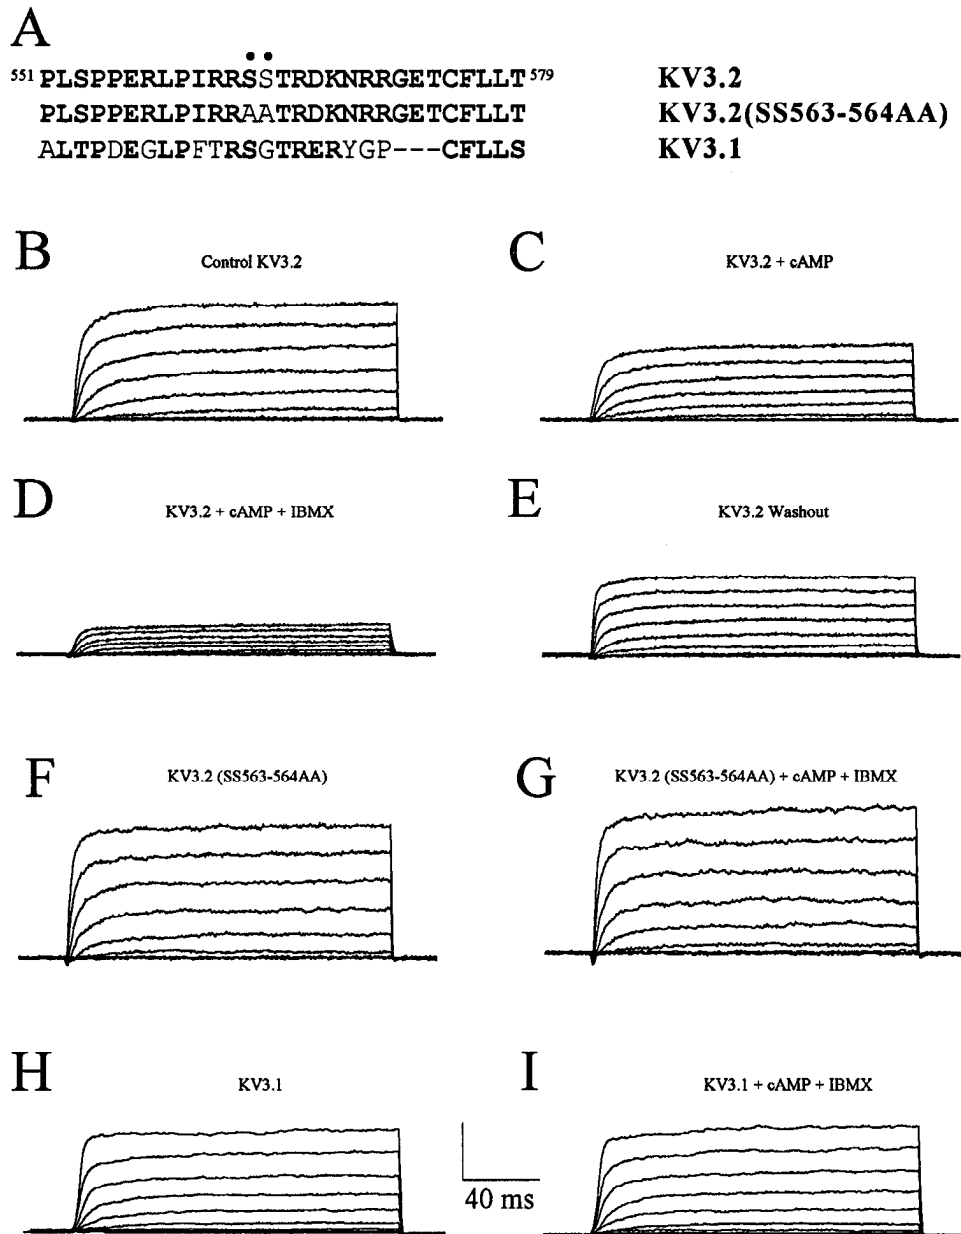 A
551 PLSPPERLPIRRSSTRDKNRRGETCFLLT 579 KV3.2
PLSPPERLPIRRAATRDKNRRGETCFLLT KV3.2(SS563-564AA)
ALTPDEGLPFTRSGTRERYGP---CFLLS KV3.1
B Control KV3.2
C KV3.2 + cAMP
D KV3.2 + cAMP + IBMX
E KV3.2 Washout
F KV3.2 (SS563-564AA)
G KV3.2 (SS563-564AA) + cAMP + IBMX
H KV3.1
I KV3.1 + cAMP + IBMX
40 ms